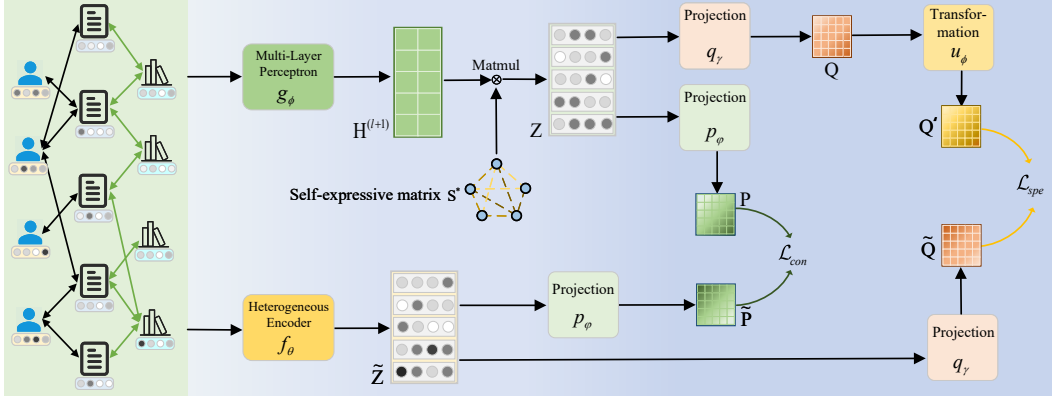 Multi-Layer
Perceptron
g_ϕ
H^(l+1)
Matmul
Self-expressive matrix S*
Z
Projection
q_γ
Q
Transfor-
mation
u_ϕ
Q'
Projection
p_φ
P
L_con
L_spe
Heterogeneous
Encoder
f_θ
Z̃
Projection
p_φ
P̃
Q̃
Projection
q_γ